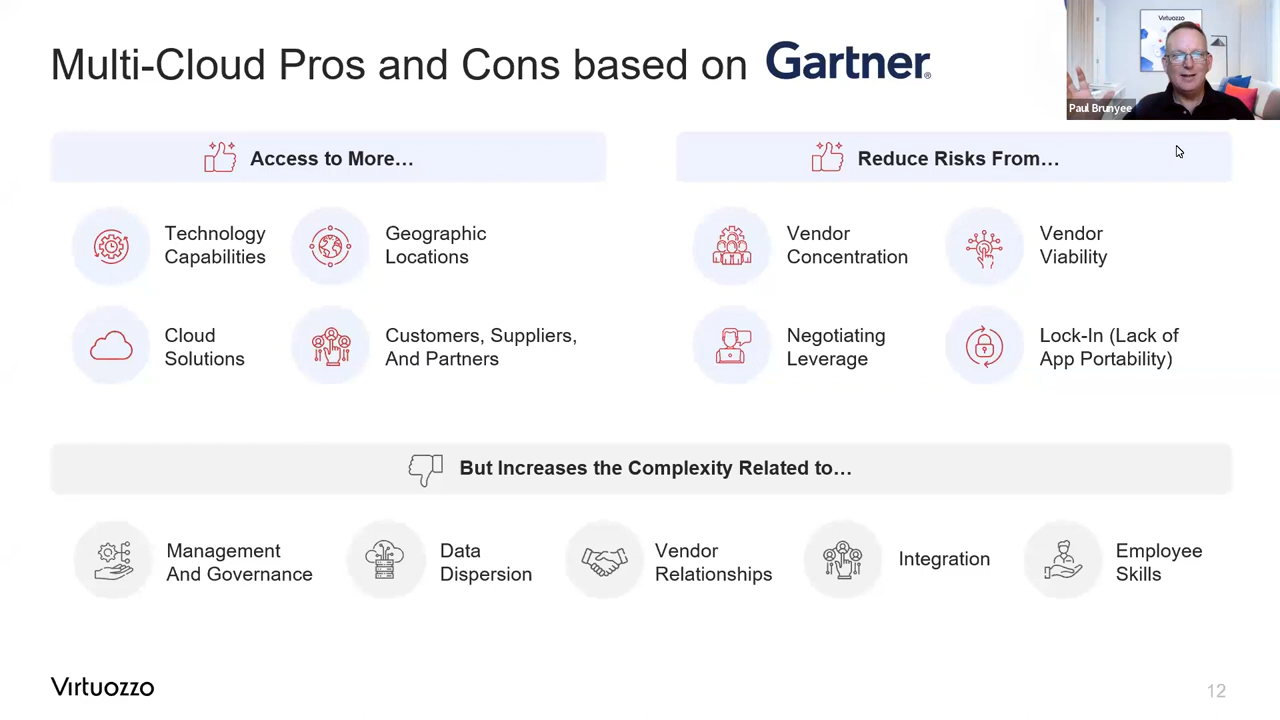 Multi-Cloud Pros and Cons based on Gartner®
Virtuozzo
Paul Brunyee
Access to More…
Reduce Risks From…
Technology
Capabilities
Geographic
Locations
Vendor
Concentration
Vendor
Viability
Cloud
Solutions
Customers, Suppliers,
And Partners
Negotiating
Leverage
Lock-In (Lack of
App Portability)
But Increases the Complexity Related to…
Management
And Governance
Data
Dispersion
Vendor
Relationships
Integration
Employee
Skills
Virtuozzo
12